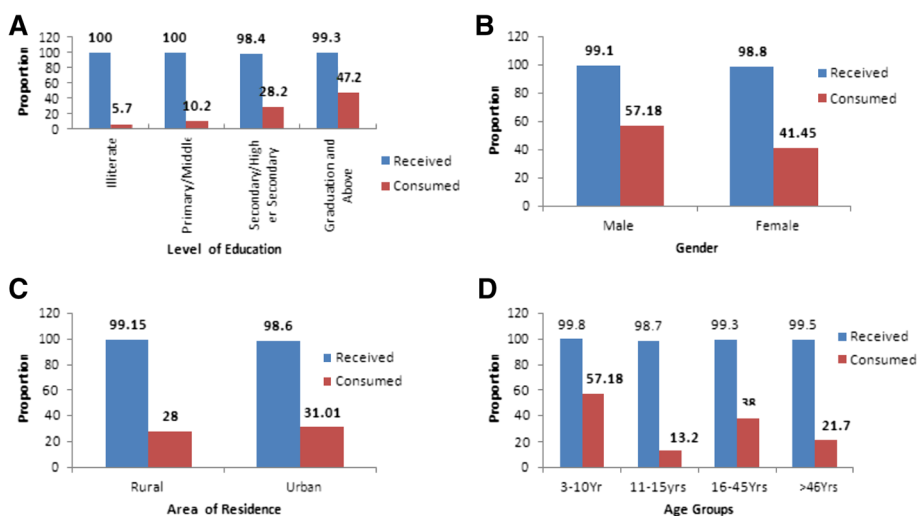 A
120
100
80
60
40
20
0
Proportion
100
5.7
100
10.2
98.4
28.2
99.3
47.2
Illiterate
Primary/Middle
Secondary/High
er Secondary
Graduation and
Above
Level of Education
Received
Consumed
B
120
100
80
60
40
20
0
Proportion
99.1
57.18
98.8
41.45
Male
Female
Gender
Received
Consumed
C
120
100
80
60
40
20
0
Proportion
99.15
28
98.6
31.01
Rural
Urban
Area of Residence
Received
Consumed
D
120
100
80
60
40
20
0
Proportion
99.8
57.18
98.7
13.2
99.3
38
99.5
21.7
3-10Yr
11-15yrs
16-45Yrs
>46Yrs
Age Groups
Received
Consumed